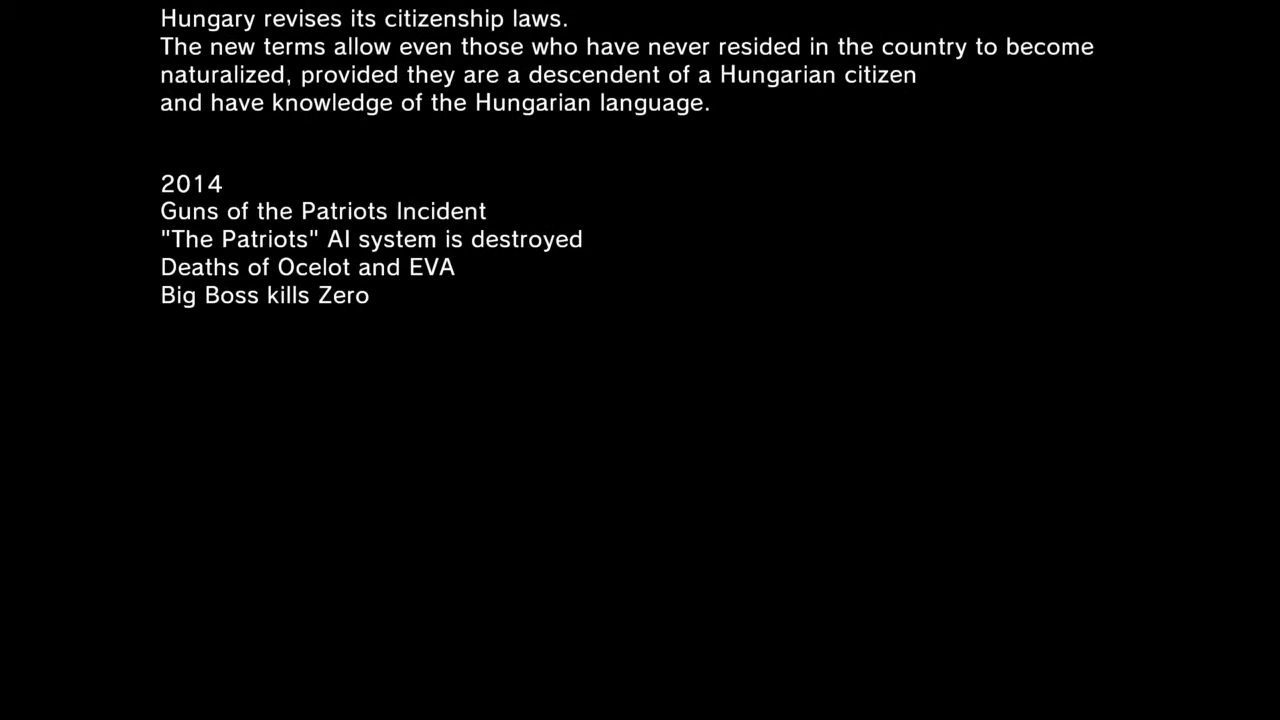 Hungary revises its citizenship laws.
The new terms allow even those who have never resided in the country to become
naturalized, provided they are a descendent of a Hungarian citizen
and have knowledge of the Hungarian language.
2014
Guns of the Patriots Incident
"The Patriots" AI system is destroyed
Deaths of Ocelot and EVA
Big Boss kills Zero